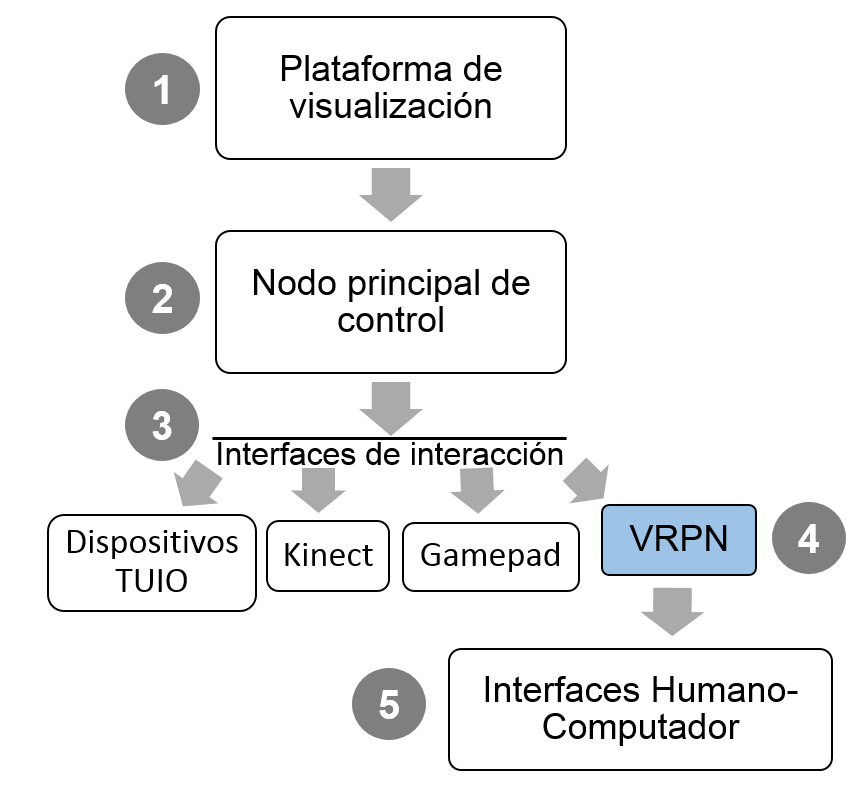 1
Plataforma de
visualización
2
Nodo principal de
control
3
Interfaces de interacción
Dispositivos
TUIO
Kinect
Gamepad
VRPN
4
5
Interfaces Humano-
Computador